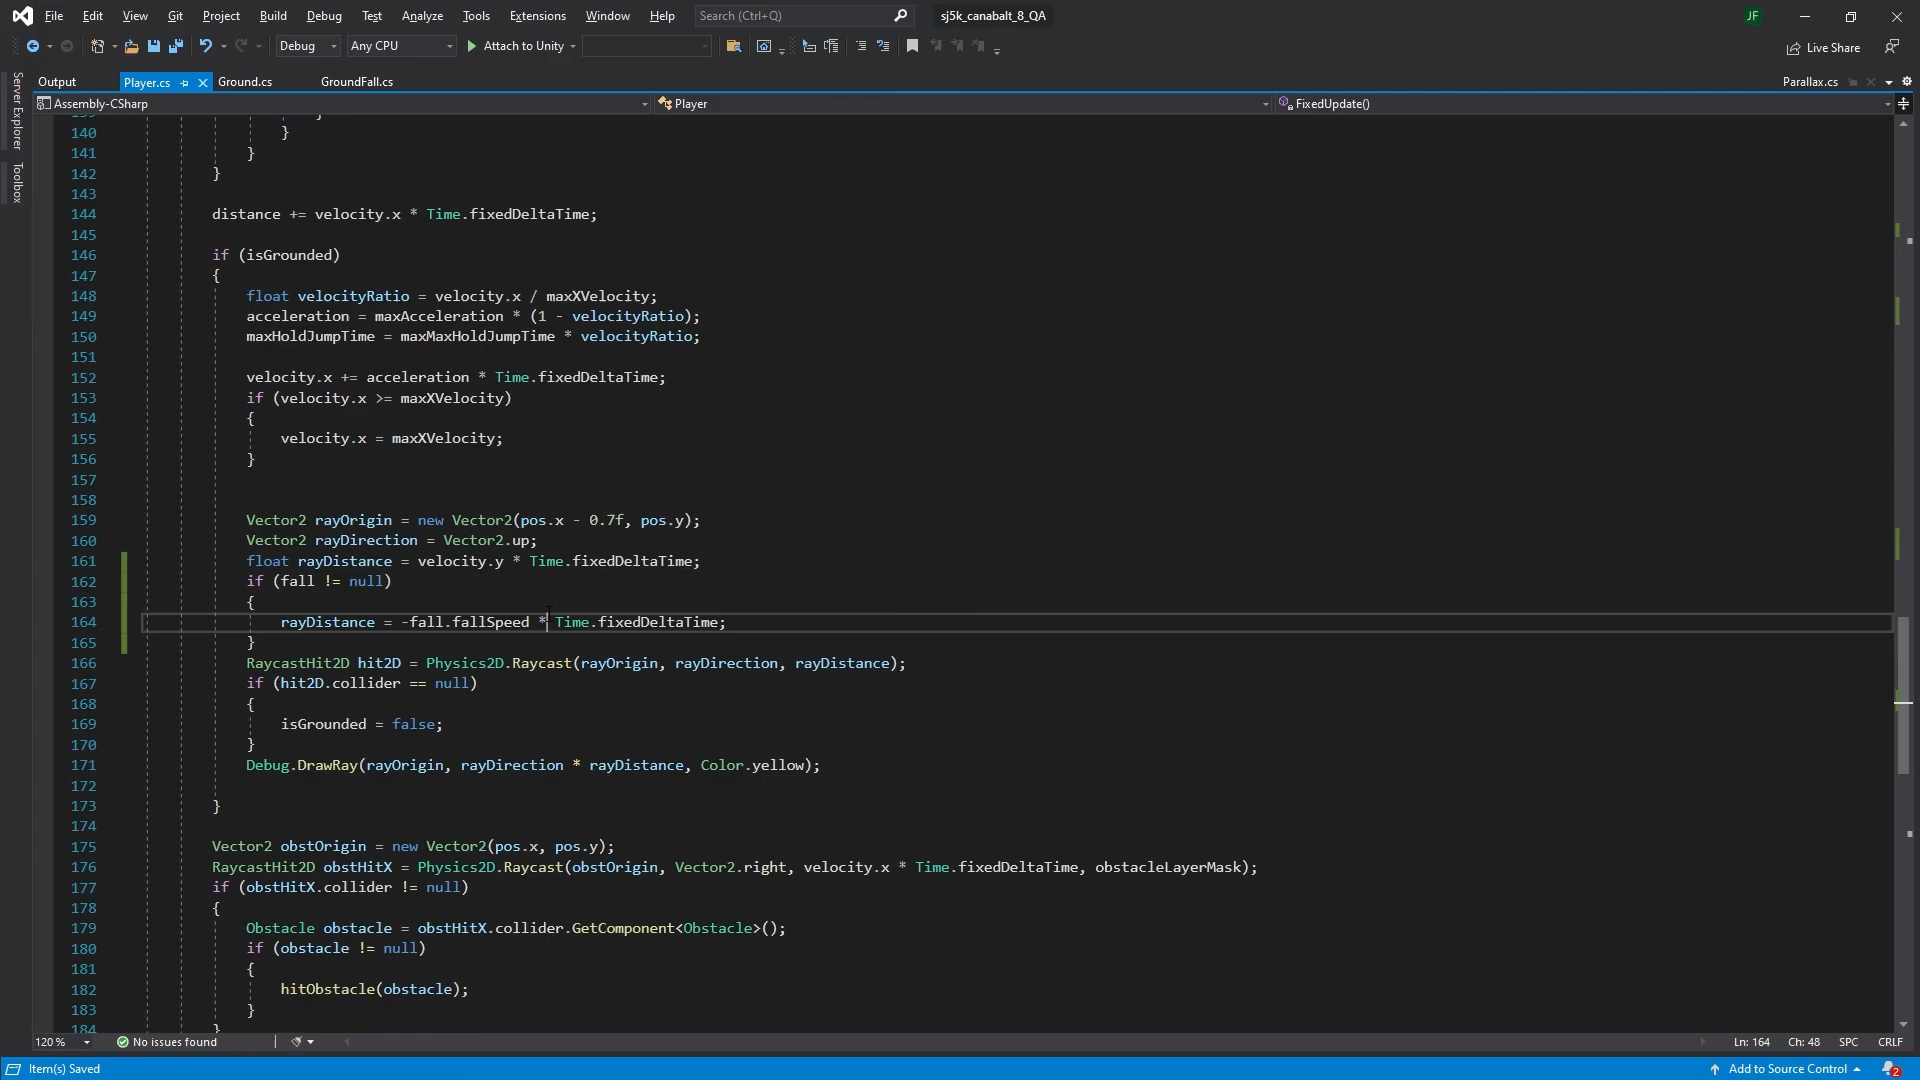 File Edit View Git Project Build Debug Test Analyze Tools Extensions Window Help Search (Ctrl+Q) sj5k_canabalt_8_QA JF
Debug Any CPU Attach to Unity Live Share
Output Player.cs Ground.cs GroundFall.cs Parallax.cs
Assembly-CSharp Player FixedUpdate()
Server Explorer
Toolbox
140 }
141 }
142 }
143
144 distance += velocity.x * Time.fixedDeltaTime;
145
146 if (isGrounded)
147 {
148 float velocityRatio = velocity.x / maxXVelocity;
149 acceleration = maxAcceleration * (1 - velocityRatio);
150 maxHoldJumpTime = maxMaxHoldJumpTime * velocityRatio;
151
152 velocity.x += acceleration * Time.fixedDeltaTime;
153 if (velocity.x >= maxXVelocity)
154 {
155 velocity.x = maxXVelocity;
156 }
157
158
159 Vector2 rayOrigin = new Vector2(pos.x - 0.7f, pos.y);
160 Vector2 rayDirection = Vector2.up;
161 float rayDistance = velocity.y * Time.fixedDeltaTime;
162 if (fall != null)
163 {
164 rayDistance = -fall.fallSpeed * Time.fixedDeltaTime;
165 }
166 RaycastHit2D hit2D = Physics2D.Raycast(rayOrigin, rayDirection, rayDistance);
167 if (hit2D.collider == null)
168 {
169 isGrounded = false;
170 }
171 Debug.DrawRay(rayOrigin, rayDirection * rayDistance, Color.yellow);
172
173 }
174
175 Vector2 obstOrigin = new Vector2(pos.x, pos.y);
176 RaycastHit2D obstHitX = Physics2D.Raycast(obstOrigin, Vector2.right, velocity.x * Time.fixedDeltaTime, obstacleLayerMask);
177 if (obstHitX.collider != null)
178 {
179 Obstacle obstacle = obstHitX.collider.GetComponent<Obstacle>();
180 if (obstacle != null)
181 {
182 hitObstacle(obstacle);
183 }
184 }
120 % No issues found Ln: 164 Ch: 48 SPC CRLF
Item(s) Saved Add to Source Control 2